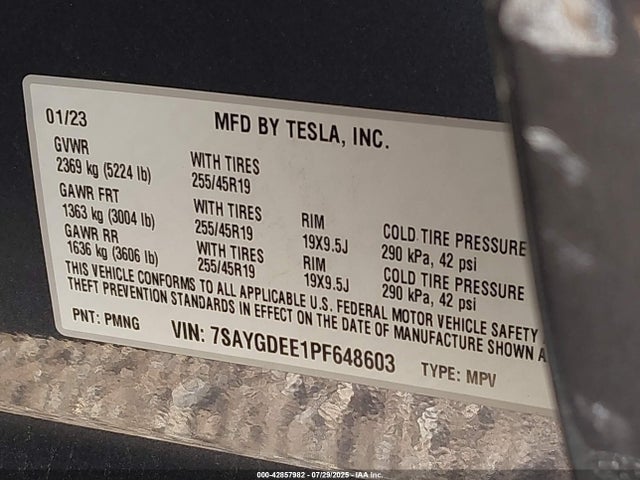 01/23
MFD BY TESLA, INC.
GVWR
2369 kg (5224 lb)
WITH TIRES
255/45R19
GAWR FRT
1363 kg (3004 lb)
WITH TIRES
255/45R19
RIM
19X9.5J
COLD TIRE PRESSURE
290 kPa, 42 psi
GAWR RR
1636 kg (3606 lb)
WITH TIRES
255/45R19
RIM
19X9.5J
COLD TIRE PRESSURE
290 kPa, 42 psi
THIS VEHICLE CONFORMS TO ALL APPLICABLE U.S. FEDERAL MOTOR VEHICLE SAFETY
THEFT PREVENTION STANDARDS IN EFFECT ON THE DATE OF MANUFACTURE SHOWN
PNT: PMNG
VIN: 7SAYGDEE1PF648603
TYPE: MPV
000-42857982 - 07/29/2025 - IAA Inc.